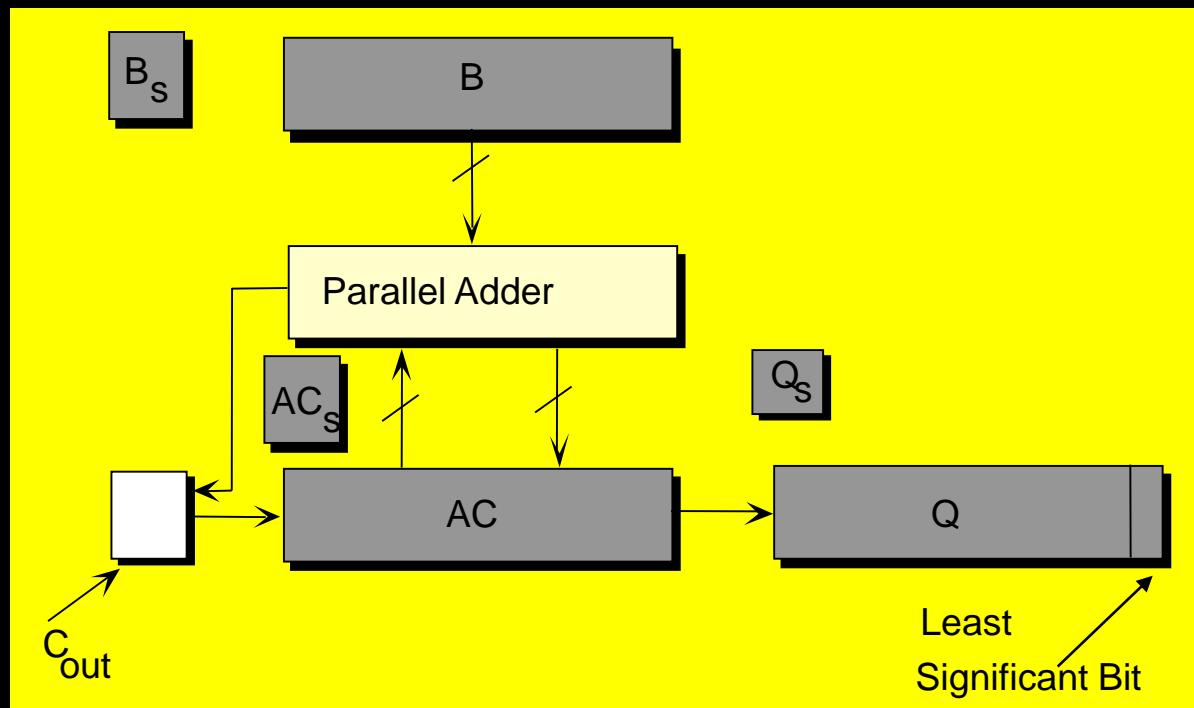 Bs
B
Parallel Adder
ACs
Qs
AC
Q
Cout
Least
Significant Bit